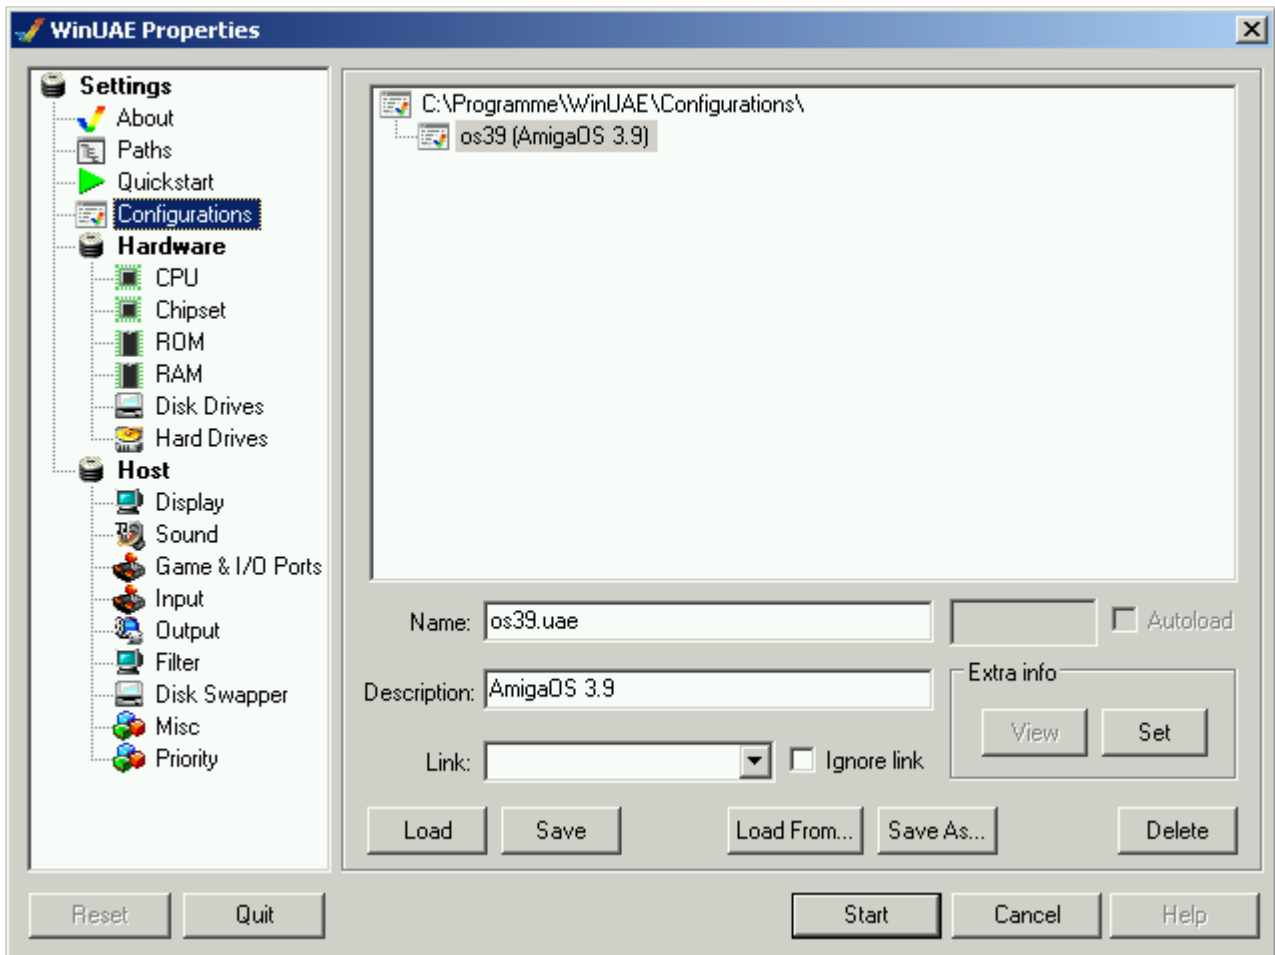 WinUAE Properties
Settings
About
Paths
Quickstart
Configurations
Hardware
CPU
Chipset
ROM
RAM
Disk Drives
Hard Drives
Host
Display
Sound
Game & I/O Ports
Input
Output
Filter
Disk Swapper
Misc
Priority
C:\Programme\WinUAE\Configurations\
os39 (AmigaOS 3.9)
Name: os39.uae
Autoload
Description: AmigaOS 3.9
Extra info
View Set
Link:
Ignore link
Load Save Load From... Save As... Delete
Reset Quit Start Cancel Help